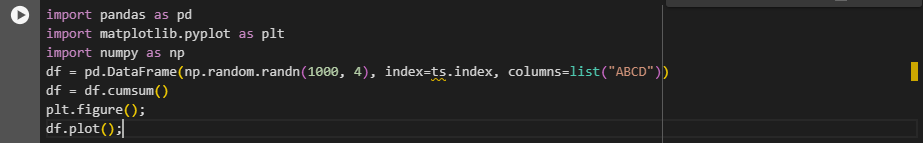 import pandas as pd
import matplotlib.pyplot as plt
import numpy as np
df = pd.DataFrame(np.random.randn(1000, 4), index=ts.index, columns=list("ABCD"))
df = df.cumsum()
plt.figure();
df.plot();